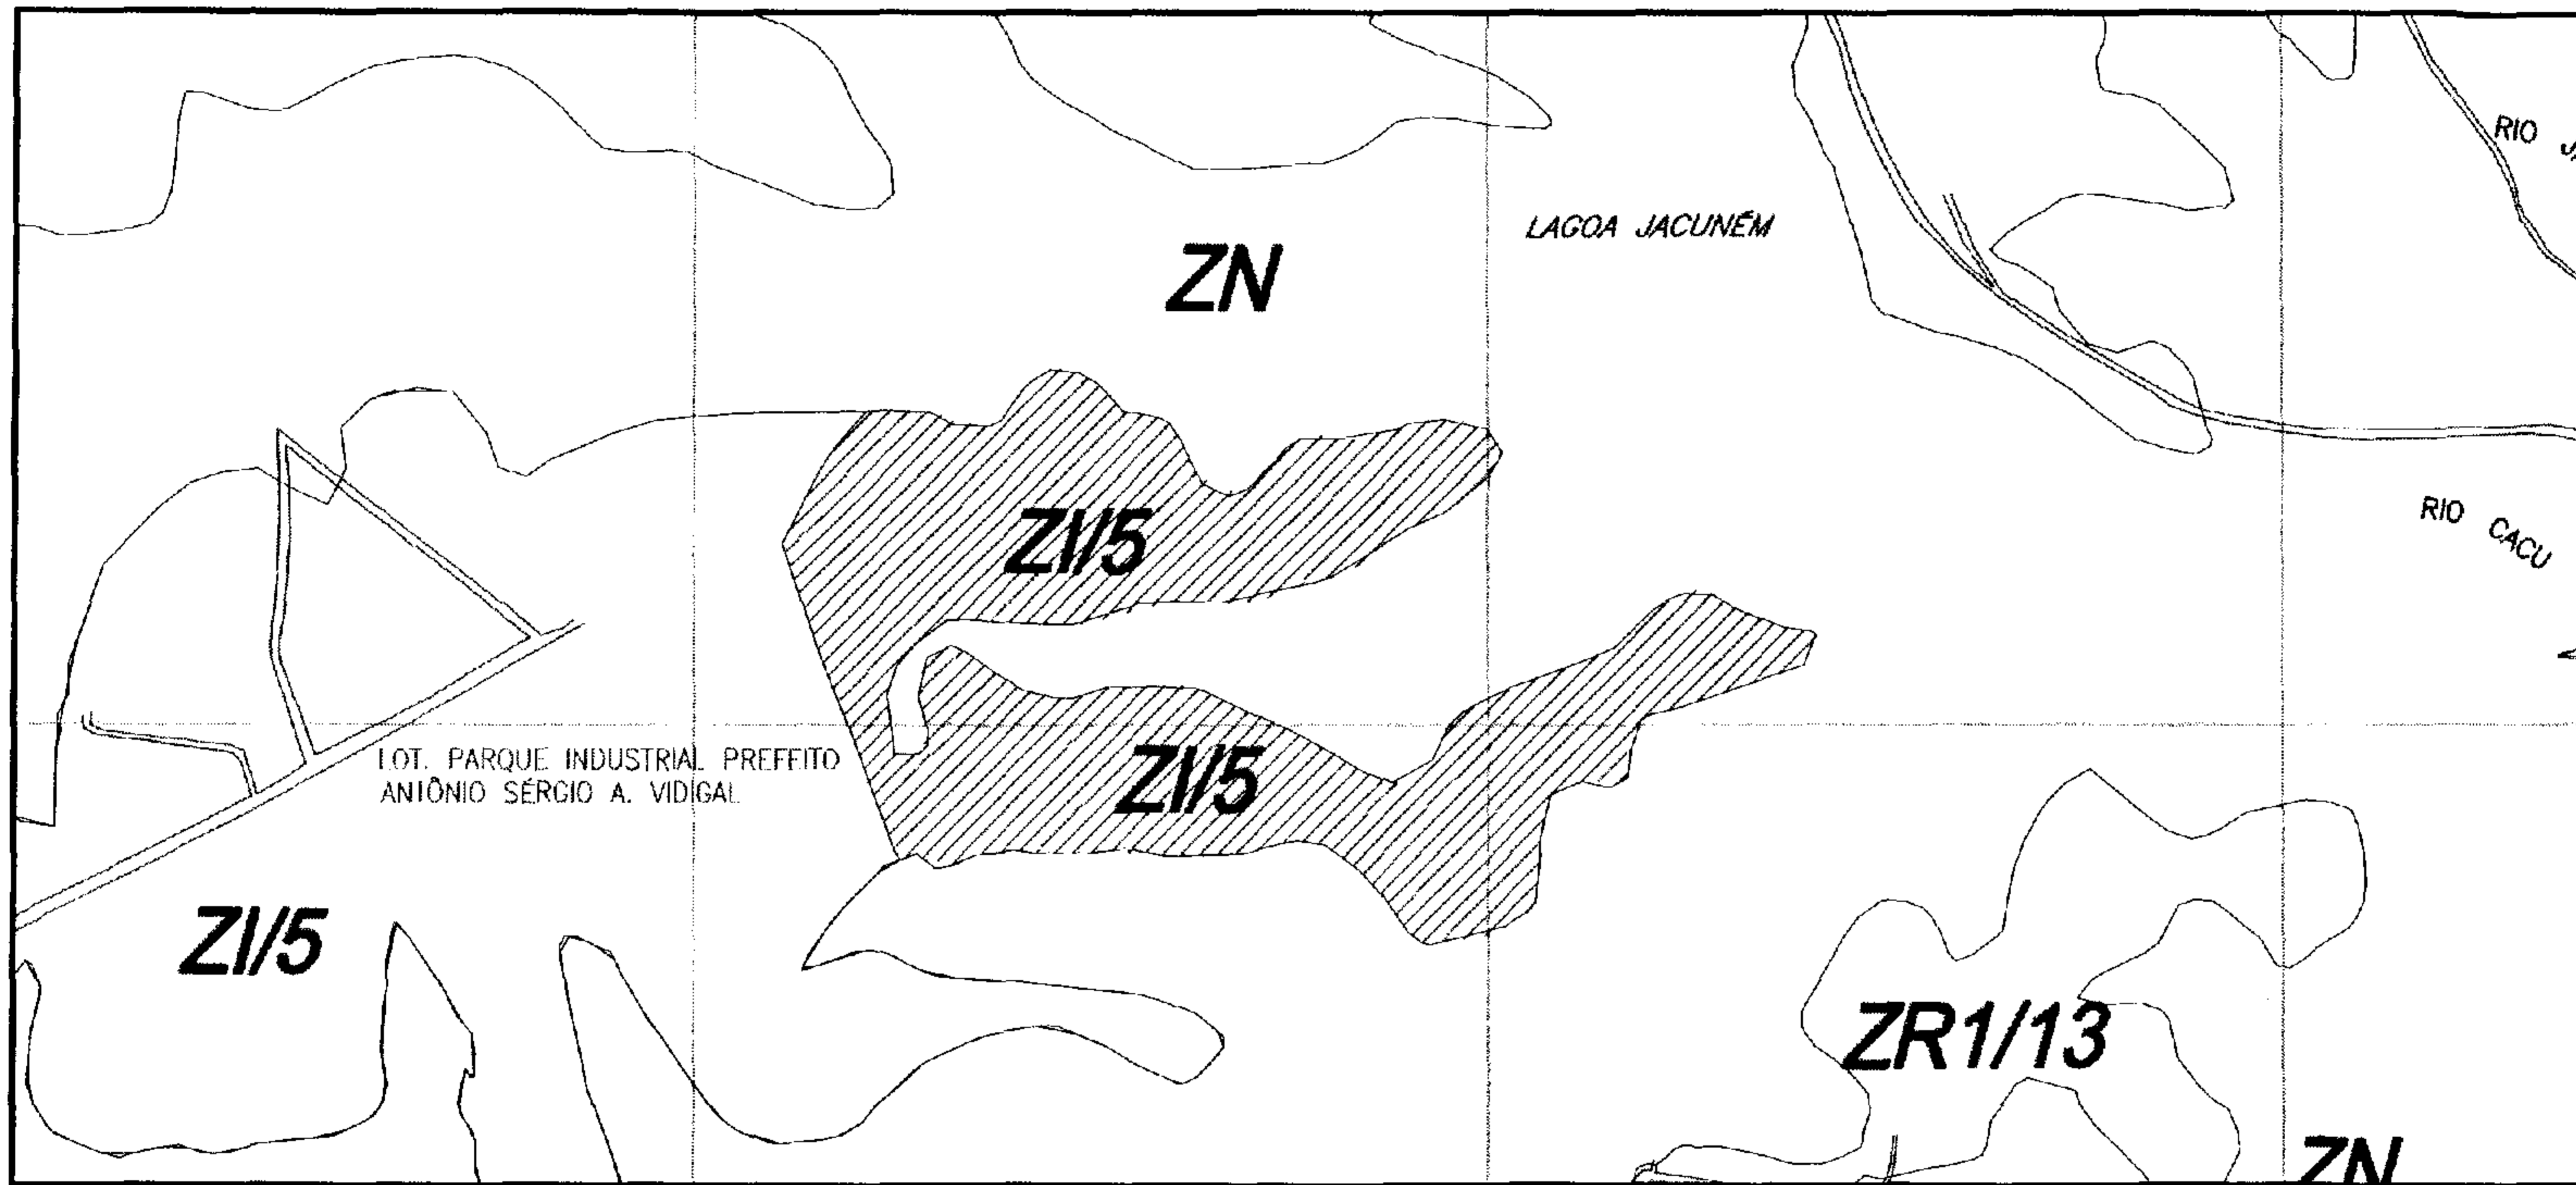 RIO
LAGOA JACUNÉM
ZN
RIO CACU
ZI/5
LOT. PARQUE INDUSTRIAL PREFEITO
ANTÔNIO SÉRGIO A. VIDIGAL
ZI/5
ZI/5
ZR1/13
ZN